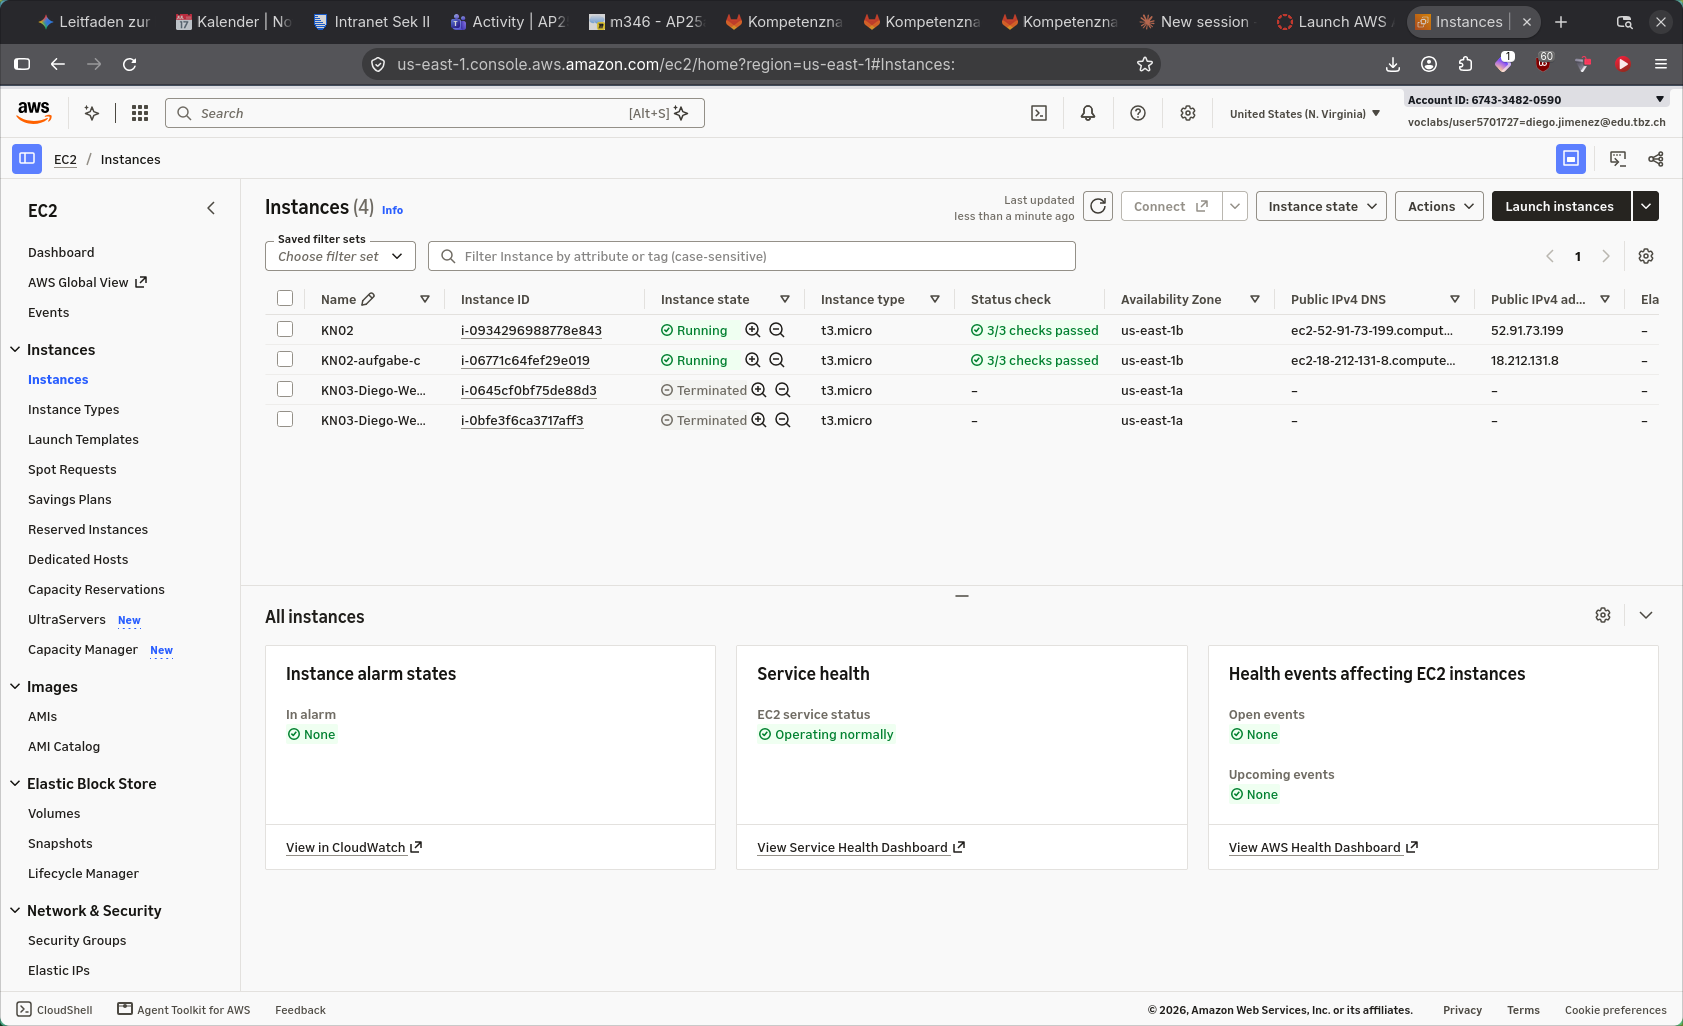 Leitfaden zur
Kalender | No
Intranet Sek II
Activity | AP2
m346 - AP25
Kompetenzna
Kompetenzna
Kompetenzna
New session
Launch AWS
Instances |
us-east-1.console.aws.amazon.com/ec2/home?region=us-east-1#Instances:
1
60
aws
Search
[Alt+S]
United States (N. Virginia)
Account ID: 6743-3482-0590
voclabs/user5701727=diego.jimenez@edu.tbz.ch
EC2 / Instances
EC2
Dashboard
AWS Global View
Events
Instances
Instances
Instance Types
Launch Templates
Spot Requests
Savings Plans
Reserved Instances
Dedicated Hosts
Capacity Reservations
UltraServers New
Capacity Manager New
Images
AMIs
AMI Catalog
Elastic Block Store
Volumes
Snapshots
Lifecycle Manager
Network & Security
Security Groups
Elastic IPs
Instances (4) Info
Last updated
less than a minute ago
Connect
Instance state
Actions
Launch instances
Saved filter sets
Choose filter set
Filter Instance by attribute or tag (case-sensitive)
1
Name Instance ID Instance state Instance type Status check Availability Zone Public IPv4 DNS Public IPv4 ad... Ela
KN02 i-0934296988778e843 Running t3.micro 3/3 checks passed us-east-1b ec2-52-91-73-199.comput... 52.91.73.199 –
KN02-aufgabe-c i-06771c64fef29e019 Running t3.micro 3/3 checks passed us-east-1b ec2-18-212-131-8.compute... 18.212.131.8 –
KN03-Diego-We... i-0645cf0bf75de88d3 Terminated t3.micro – us-east-1a – – –
KN03-Diego-We... i-0bfe3f6ca3717aff3 Terminated t3.micro – us-east-1a – – –
All instances
Instance alarm states
In alarm
None
View in CloudWatch
Service health
EC2 service status
Operating normally
View Service Health Dashboard
Health events affecting EC2 instances
Open events
None
Upcoming events
None
View AWS Health Dashboard
CloudShell
Agent Toolkit for AWS
Feedback
© 2026, Amazon Web Services, Inc. or its affiliates.
Privacy
Terms
Cookie preferences